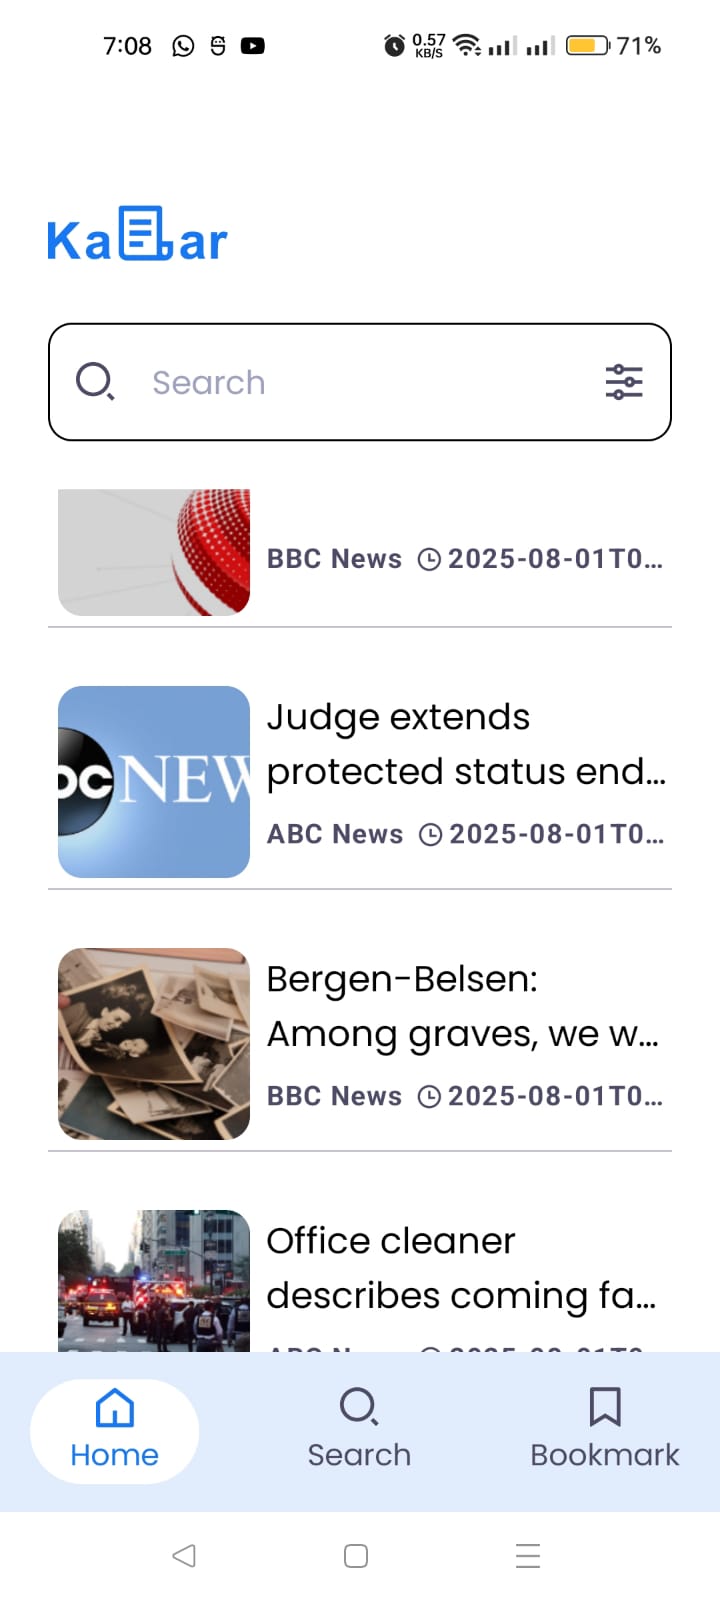 7:08
0.57
KB/S
71%
Kabar
Search
BBC News 2025-08-01T0...
bc NEW
Judge extends
protected status end...
ABC News 2025-08-01T0...
Bergen-Belsen:
Among graves, we w...
BBC News 2025-08-01T0...
Office cleaner
describes coming fa...
Home
Search
Bookmark